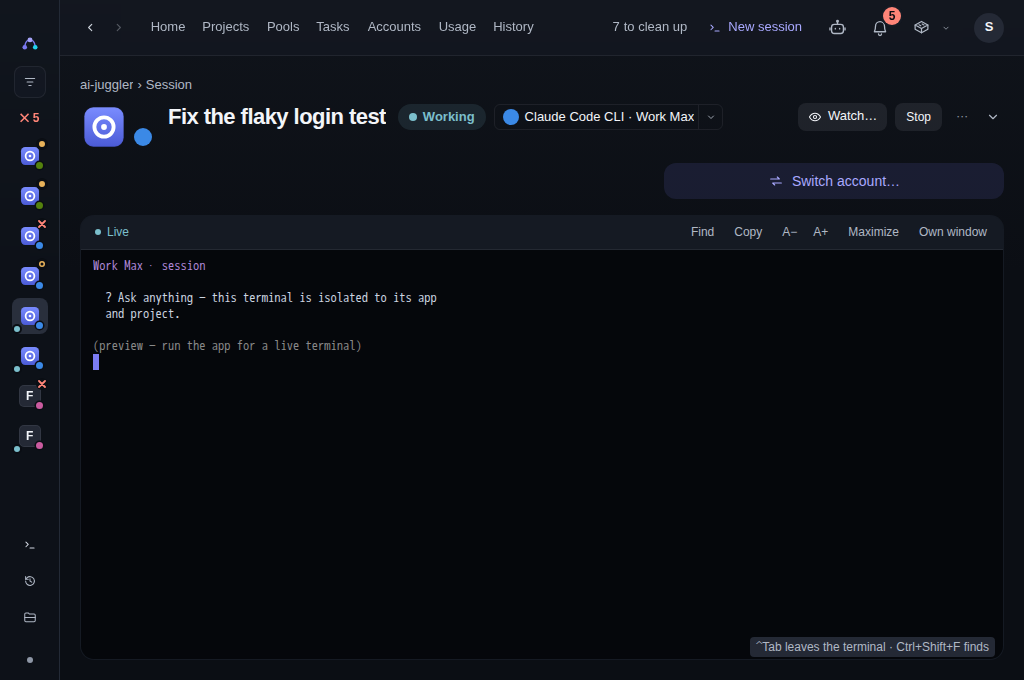 Home Projects Pools Tasks Accounts Usage History 7 to clean up New session 5 S
5
ai-juggler › Session
Fix the flaky login test Working Claude Code CLI · Work Max Watch… Stop ···
Switch account…
Live Find Copy A− A+ Maximize Own window
Work Max · session
? Ask anything — this terminal is isolated to its app
and project.
(preview — run the app for a live terminal)
F
F
^Tab leaves the terminal · Ctrl+Shift+F finds